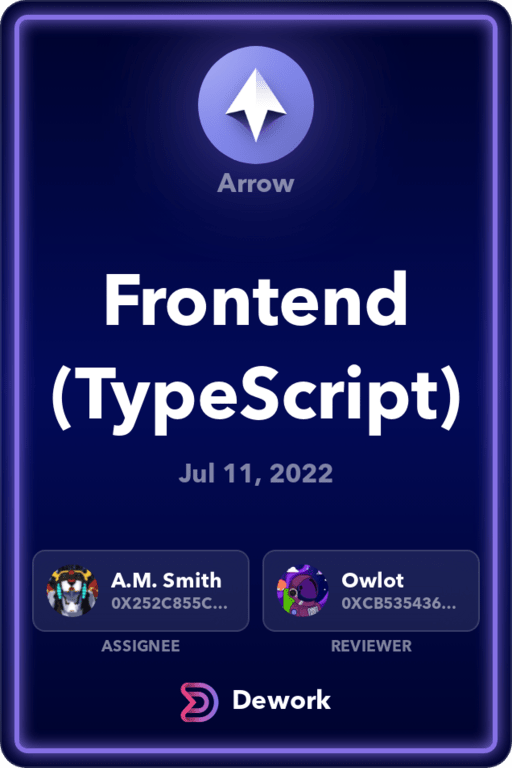 Arrow
Frontend
(TypeScript)
Jul 11, 2022
A.M. Smith
0X252C855C...
ASSIGNEE
Owlot
0XCB535436...
REVIEWER
Dework